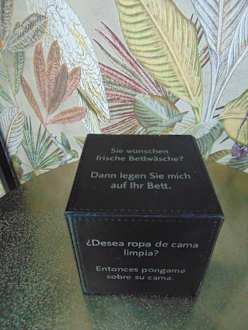 Sie wünschen
frische Bettwäsche?
Dann legen Sie mich
auf Ihr Bett.
¿Desea ropa de cama
limpia?
Entonces póngame
sobre su cama.